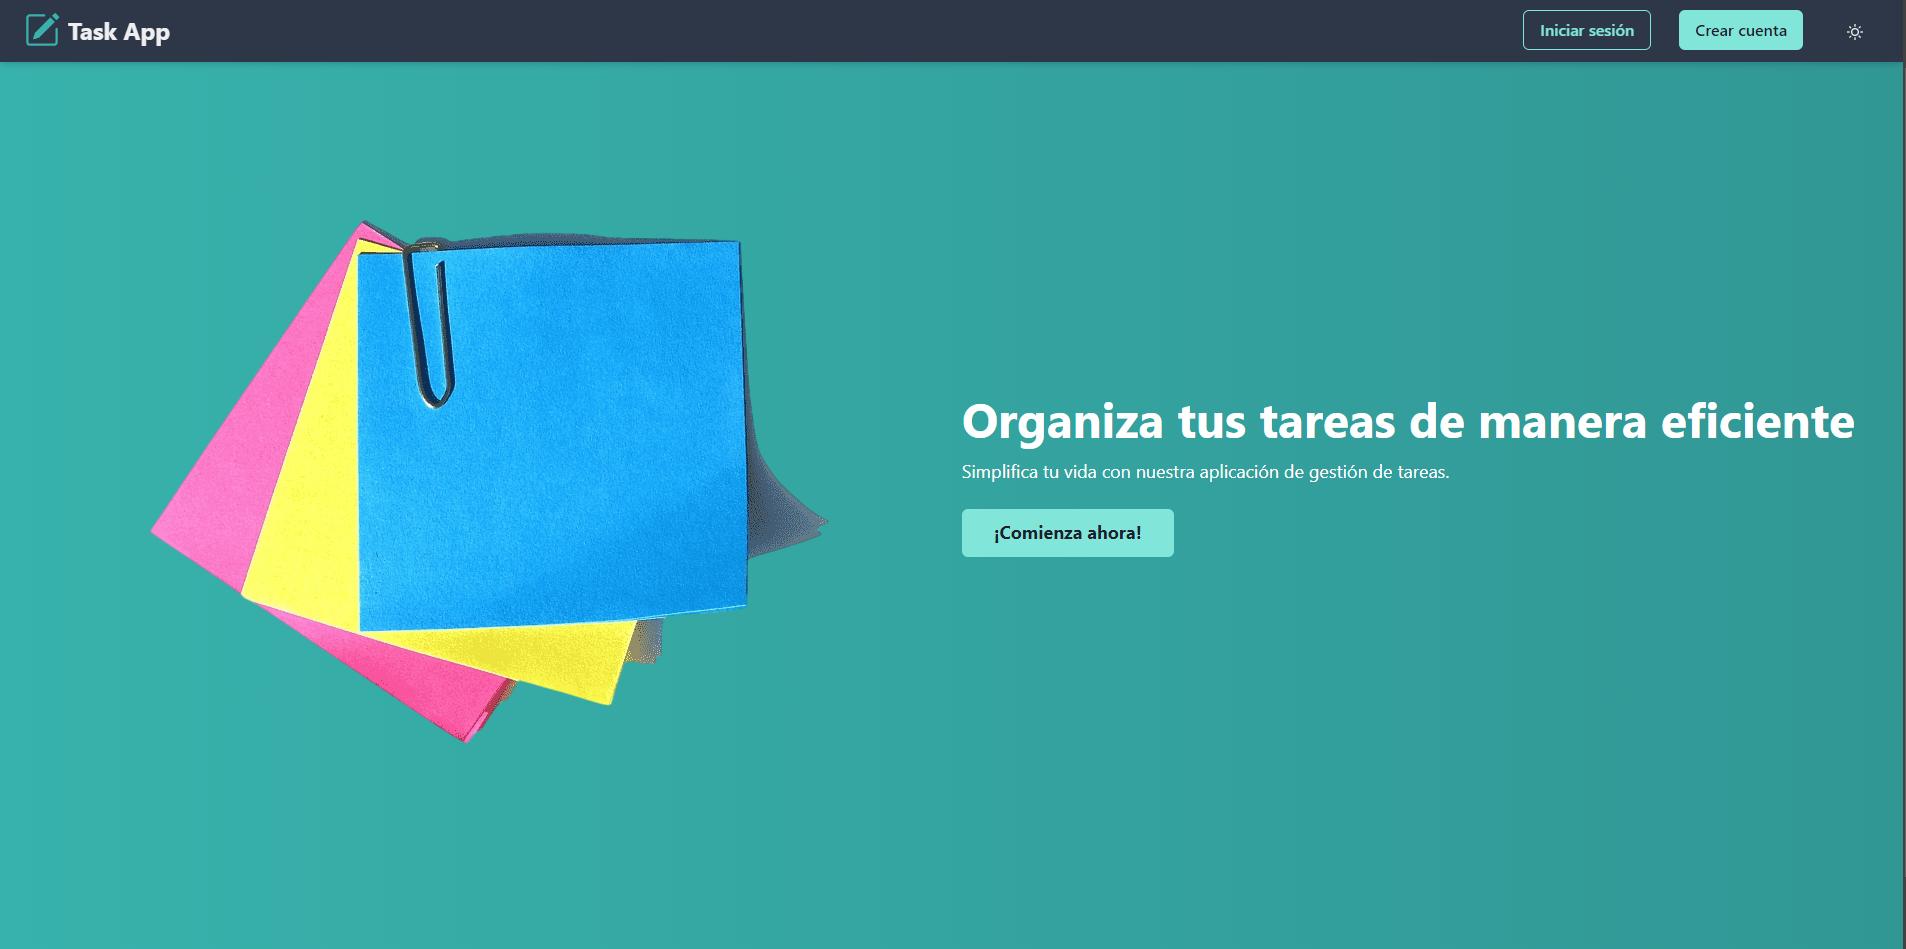 Task App
Iniciar sesión
Crear cuenta
Organiza tus tareas de manera eficiente
Simplifica tu vida con nuestra aplicación de gestión de tareas.
¡Comienza ahora!